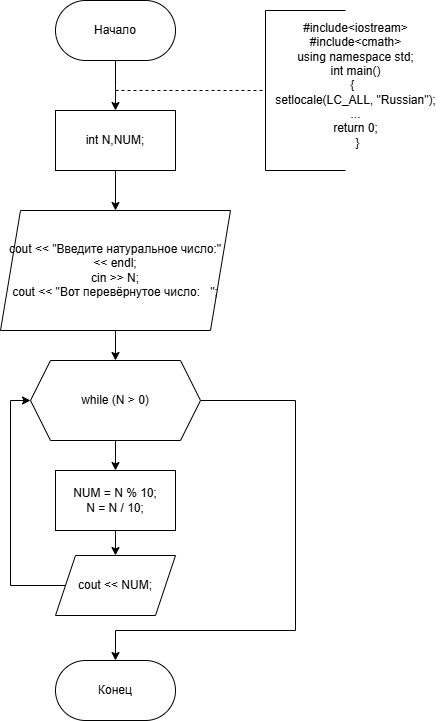 Начало
#include<iostream>
#include<cmath>
using namespace std;
int main()
{
setlocale(LC_ALL, "Russian");
...
return 0;
}
int N,NUM;
cout << "Введите натуральное число:"
<< endl;
cin >> N;
cout << "Вот перевёрнутое число:   ";
while (N > 0)
NUM = N % 10;
N = N / 10;
cout << NUM;
Конец